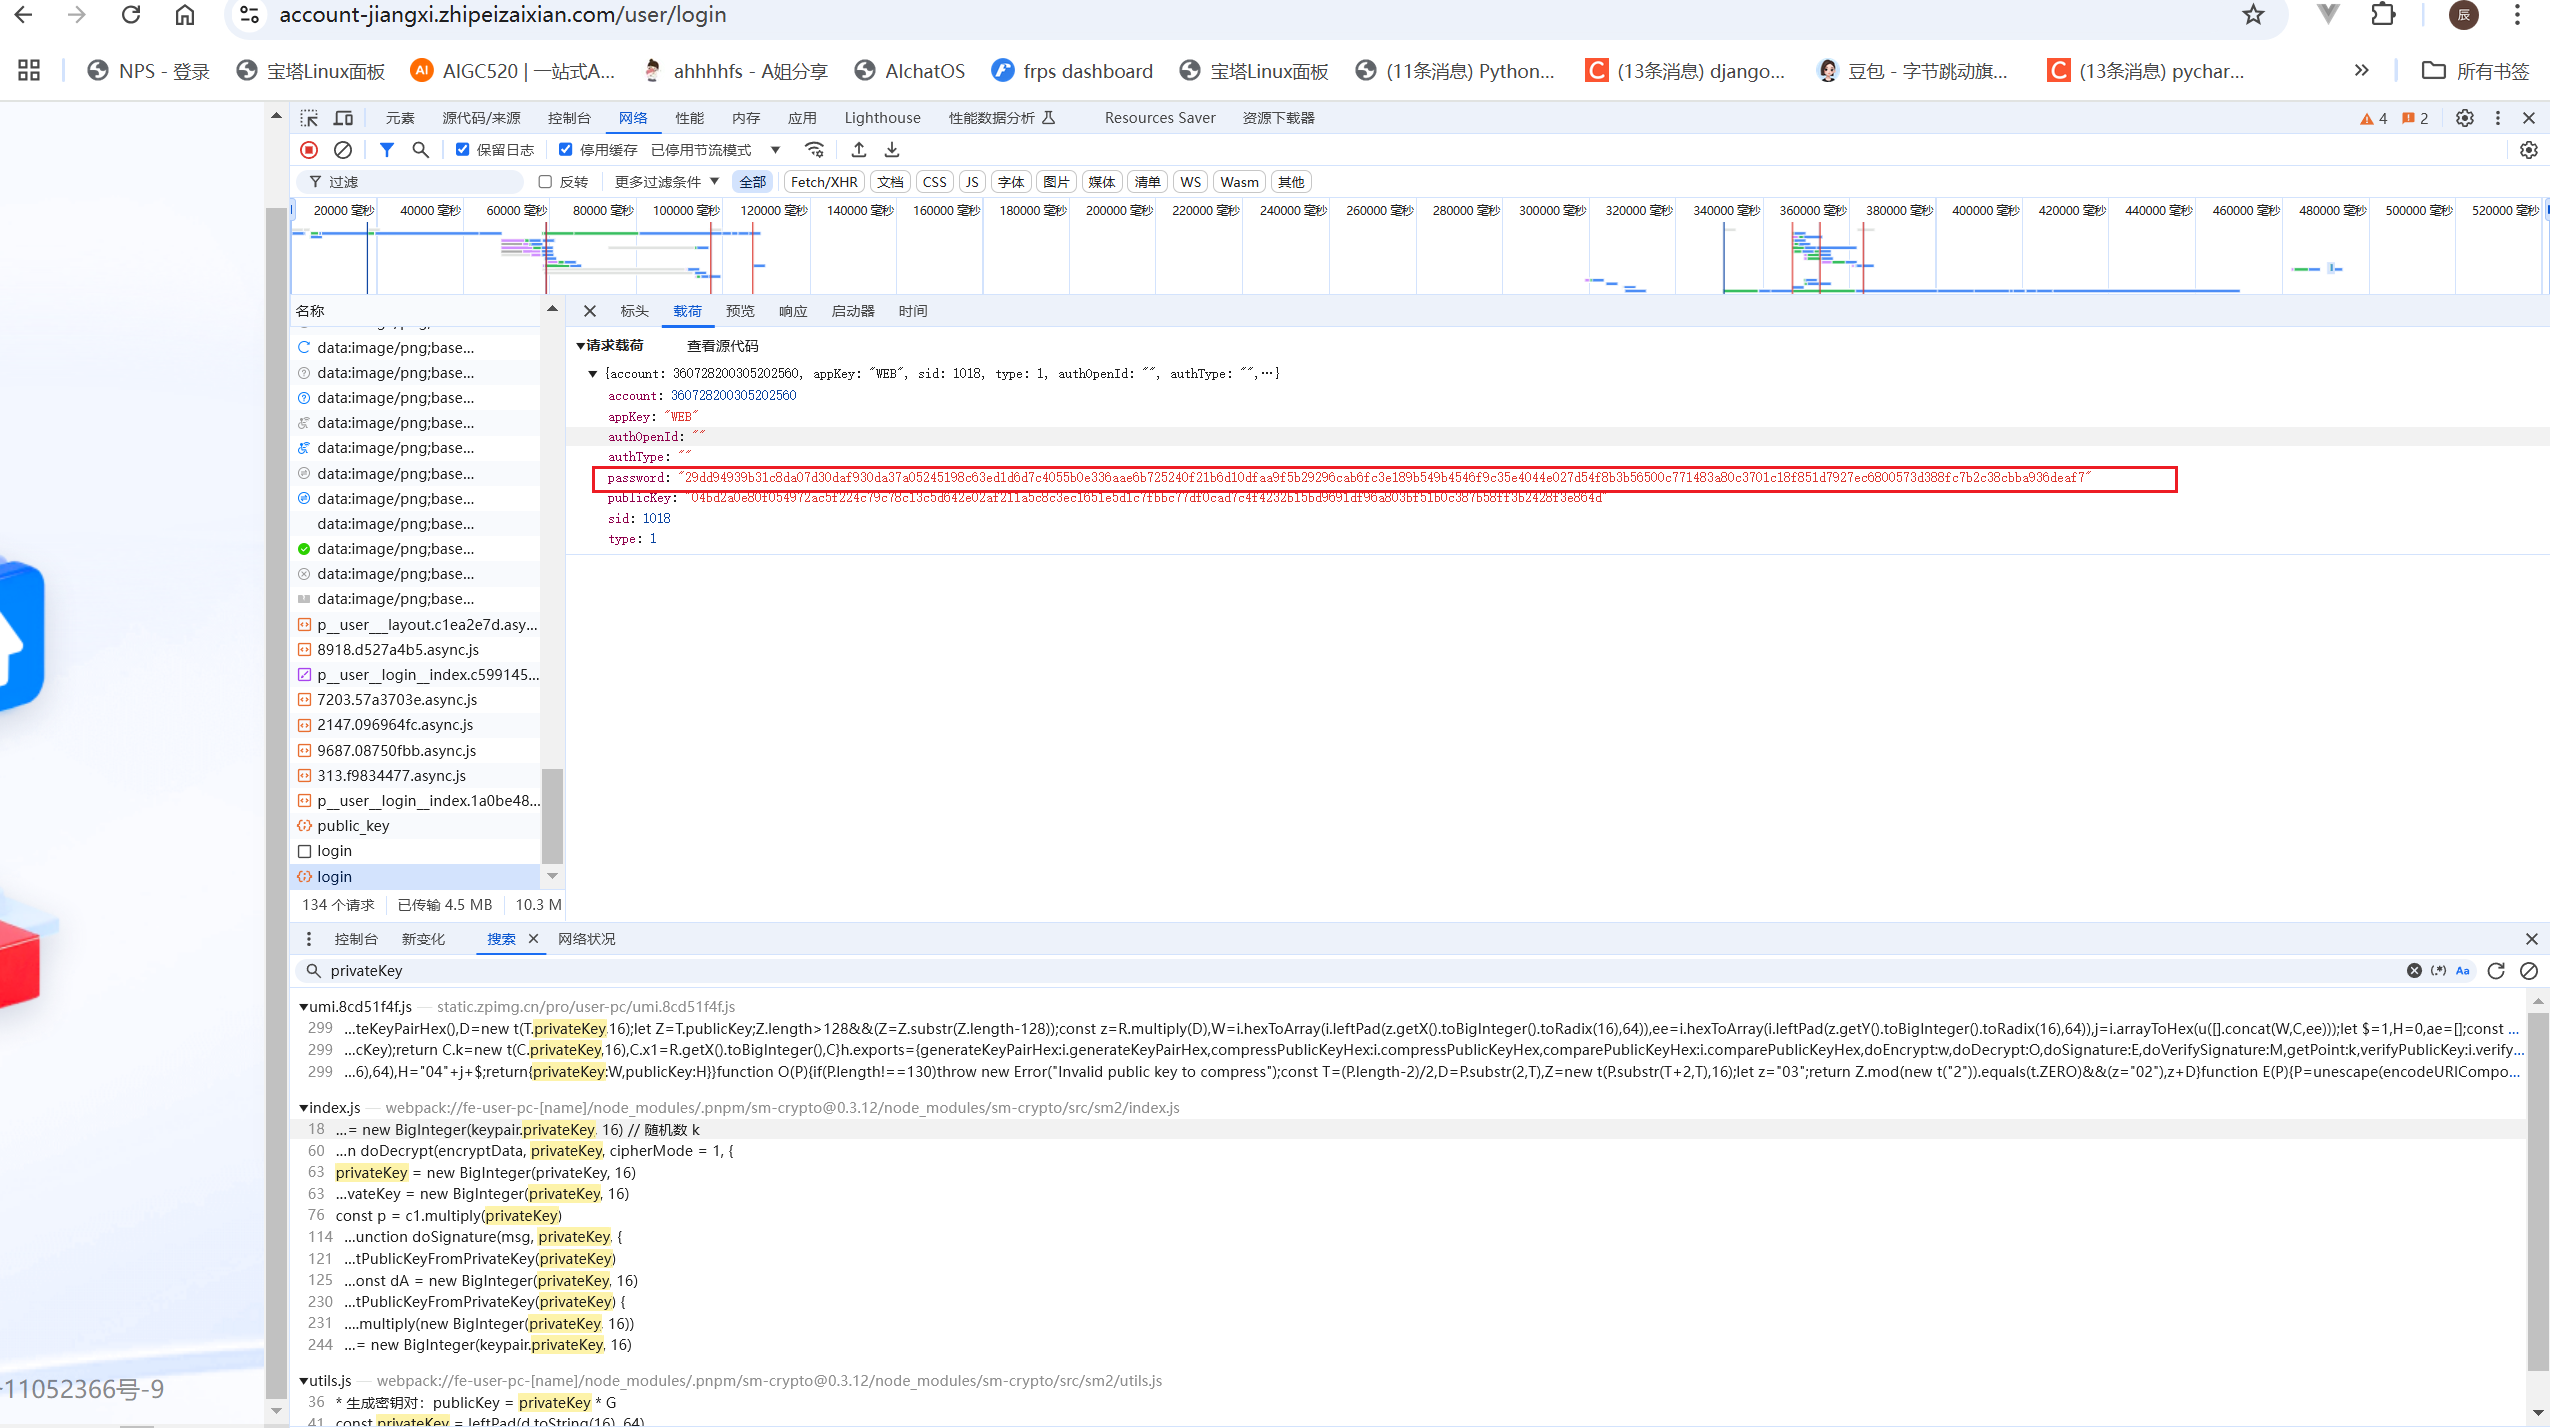 account-jiangxi.zhipeizaixian.com/user/login
辰
NPS - 登录
宝塔Linux面板
AIGC520 | 一站式A...
ahhhhfs - A姐分享
AIchatOS
frps dashboard
宝塔Linux面板
(11条消息) Python...
(13条消息) django...
豆包 - 字节跳动旗...
(13条消息) pychar...
所有书签
元素 源代码/来源 控制台 网络 性能 内存 应用 Lighthouse 性能数据分析 Resources Saver 资源下载器 4 2
保留日志 停用缓存 已停用节流模式
过滤 反转 更多过滤条件 全部 Fetch/XHR 文档 CSS JS 字体 图片 媒体 清单 WS Wasm 其他
20000 毫秒 40000 毫秒 60000 毫秒 80000 毫秒 100000 毫秒 120000 毫秒 140000 毫秒 160000 毫秒 180000 毫秒 200000 毫秒 220000 毫秒 240000 毫秒 260000 毫秒 280000 毫秒 300000 毫秒 320000 毫秒 340000 毫秒 360000 毫秒 380000 毫秒 400000 毫秒 420000 毫秒 440000 毫秒 460000 毫秒 480000 毫秒 500000 毫秒 520000 毫秒
名称
data:image/png;base...
data:image/png;base...
data:image/png;base...
data:image/png;base...
data:image/png;base...
data:image/png;base...
data:image/png;base...
data:image/png;base...
data:image/png;base...
data:image/png;base...
data:image/png;base...
p__user___layout.c1ea2e7d.asy...
8918.d527a4b5.async.js
p__user__login__index.c599145...
7203.57a3703e.async.js
2147.096964fc.async.js
9687.08750fbb.async.js
313.f9834477.async.js
p__user__login__index.1a0be48...
public_key
login
login
134 个请求 已传输 4.5 MB 10.3 M
标头 载荷 预览 响应 启动器 时间
请求载荷 查看源代码
{account: 360728200305202560, appKey: "WEB", sid: 1018, type: 1, authOpenId: "", authType: "",…}
account: 360728200305202560
appKey: "WEB"
authOpenId: ""
authType: ""
password: "29dd94939b31c8da07d30daf930da37a05245198c63ed1d6d7c4055b0e336aae6b725240f21b6d10dfaa9f5b29296cab6fc3e189b549b4546f9c35e4044e027d54f8b3b56500c771483a80c3701c18f851d7927ec6800573d388fc7b2c38cbba936deaf7"
publicKey: "04bd2a0e80f054972ac5f224c79c78c13c5d642e02af211a5c8c3ec1651e5d1c7fbbc77df0cad7c4f4232b15bd9691df96a803bf51b0c387b58ff3b2428f3e864d"
sid: 1018
type: 1
控制台 新变化 搜索 网络状况
privateKey
(.*) Aa
umi.8cd51f4f.js — static.zpimg.cn/pro/user-pc/umi.8cd51f4f.js
299 ...teKeyPairHex(),D=new t(T.privateKey,16);let Z=T.publicKey;Z.length>128&&(Z=Z.substr(Z.length-128));const z=R.multiply(D),W=i.hexToArray(i.leftPad(z.getX().toBigInteger().toRadix(16),64)),ee=i.hexToArray(i.leftPad(z.getY().toBigInteger().toRadix(16),64)),j=i.arrayToHex(u([].concat(W,C,ee)));let $=1,H=0,ae=[];const ...
299 ...cKey);return C.k=new t(C.privateKey,16),C.x1=R.getX().toBigInteger(),C}h.exports={generateKeyPairHex:i.generateKeyPairHex,compressPublicKeyHex:i.compressPublicKeyHex,comparePublicKeyHex:i.comparePublicKeyHex,doEncrypt:w,doDecrypt:O,doSignature:E,doVerifySignature:M,getPoint:k,verifyPublicKey:i.verify...
299 ...6),64),H="04"+j+$;return{privateKey:W,publicKey:H}}function O(P){if(P.length!==130)throw new Error("Invalid public key to compress");const T=(P.length-2)/2,D=P.substr(2,T),Z=new t(P.substr(T+2,T),16);let z="03";return Z.mod(new t("2")).equals(t.ZERO)&&(z="02"),z+D}function E(P){P=unescape(encodeURICompo...
index.js — webpack://fe-user-pc-[name]/node_modules/.pnpm/sm-crypto@0.3.12/node_modules/sm-crypto/src/sm2/index.js
18 ...= new BigInteger(keypair.privateKey, 16) // 随机数 k
60 ...n doDecrypt(encryptData, privateKey, cipherMode = 1, {
63 privateKey = new BigInteger(privateKey, 16)
63 ...vateKey = new BigInteger(privateKey, 16)
76 const p = c1.multiply(privateKey)
114 ...unction doSignature(msg, privateKey, {
121 ...tPublicKeyFromPrivateKey(privateKey)
125 ...onst dA = new BigInteger(privateKey, 16)
230 ...tPublicKeyFromPrivateKey(privateKey) {
231 ....multiply(new BigInteger(privateKey, 16))
244 ...= new BigInteger(keypair.privateKey, 16)
utils.js — webpack://fe-user-pc-[name]/node_modules/.pnpm/sm-crypto@0.3.12/node_modules/sm-crypto/src/sm2/utils.js
36 * 生成密钥对：publicKey = privateKey * G
41 const privateKey = leftPad(d.toString(16), 64)
11052366号-9